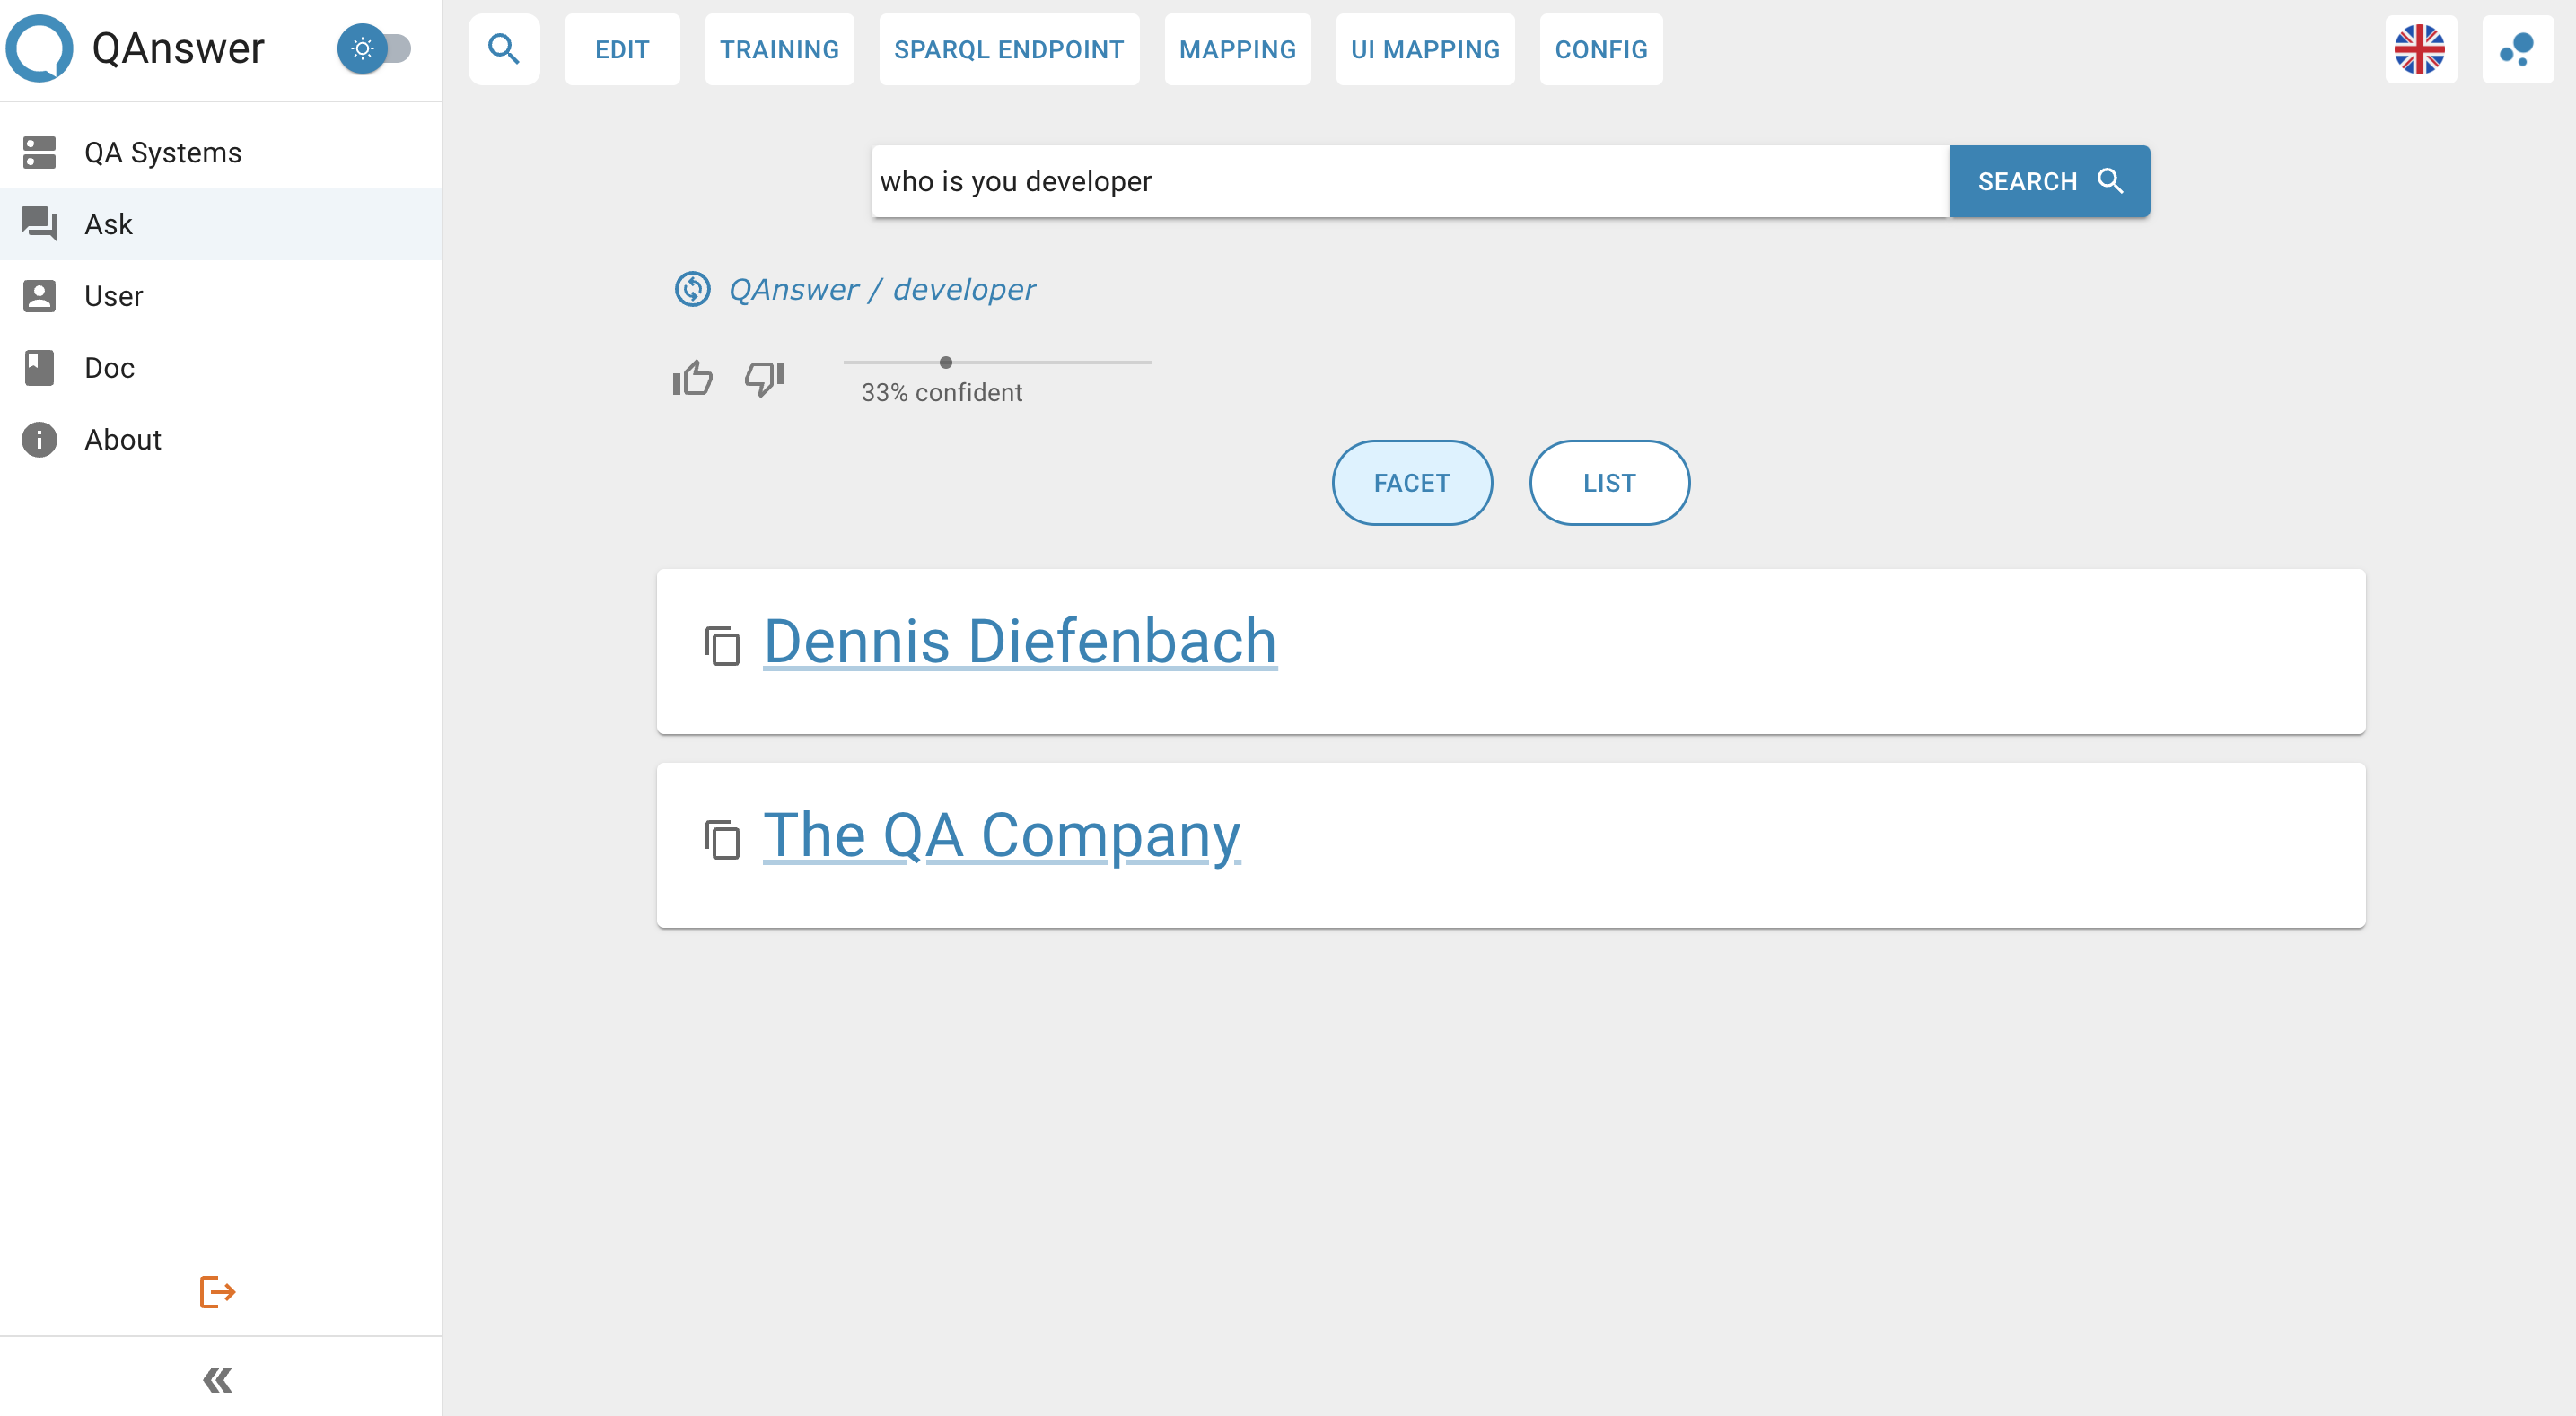 QAnswer
QA Systems
Ask
User
Doc
About
EDIT TRAINING SPARQL ENDPOINT MAPPING UI MAPPING CONFIG
who is you developer SEARCH
QAnswer / developer
33% confident
FACET LIST
Dennis Diefenbach
The QA Company